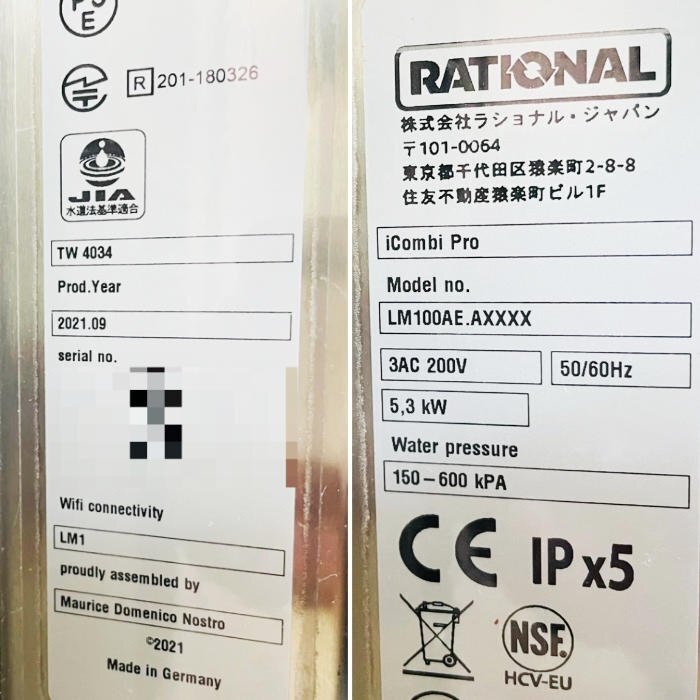 PS
E
R 201-180326
JIA
水道法基準適合
TW 4034
Prod.Year
2021.09
serial no.
Wifi connectivity
LM1
proudly assembled by
Maurice Domenico Nostro
©2021
Made in Germany
RATIONAL
株式会社ラショナル・ジャパン
〒101-0064
東京都千代田区猿楽町2-8-8
住友不動産猿楽町ビル1F
iCombi Pro
Model no.
LM100AE.AXXXX
3AC 200V
50/60Hz
5,3 kW
Water pressure
150–600 kPA
CE IPx5
NSF.
HCV-EU